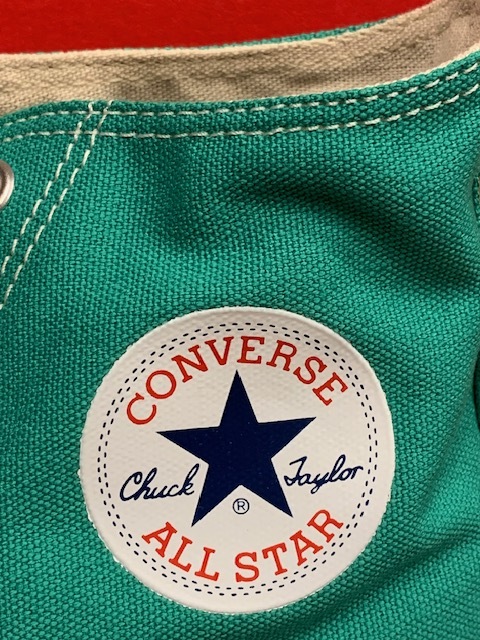 CONVERSE
Chuck Taylor
®
ALL STAR